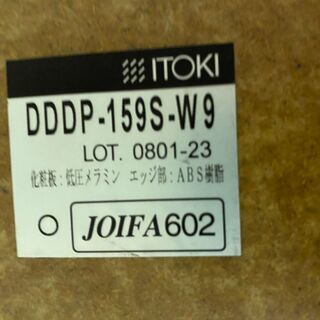 ITOKI
DDDP-159S-W9
LOT. 0801-23
化粧板:低圧メラミン エッジ部:ABS樹脂
JOIFA602